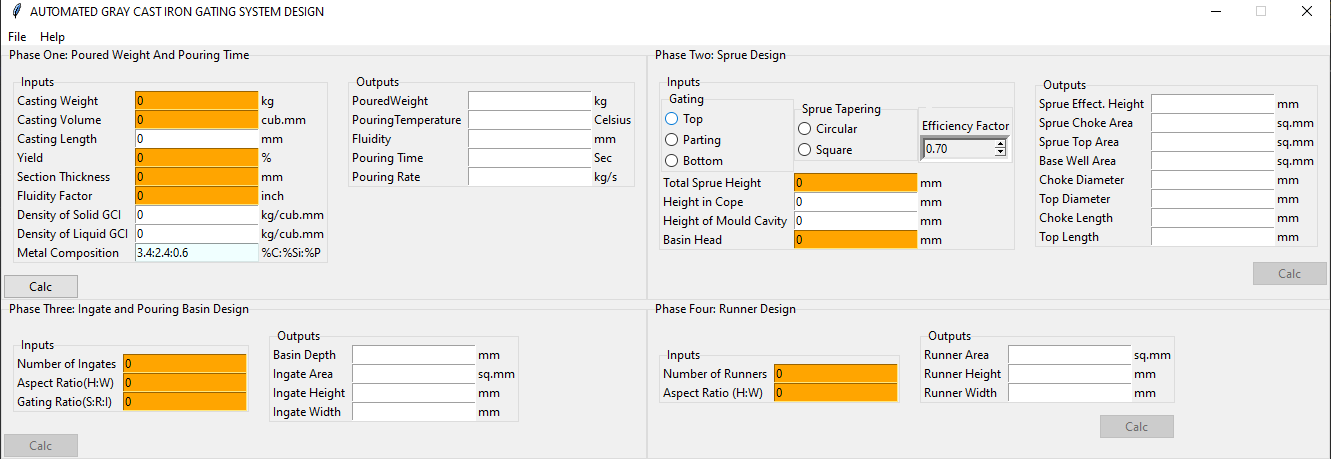 AUTOMATED GRAY CAST IRON GATING SYSTEM DESIGN
File Help
Phase One: Poured Weight And Pouring Time
Inputs
Casting Weight 0 kg
Casting Volume 0 cub.mm
Casting Length 0 mm
Yield 0 %
Section Thickness 0 mm
Fluidity Factor 0 inch
Density of Solid GCI 0 kg/cub.mm
Density of Liquid GCI 0 kg/cub.mm
Metal Composition 3.4:2.4:0.6 %C:%Si:%P
Outputs
PouredWeight kg
PouringTemperature Celsius
Fluidity mm
Pouring Time Sec
Pouring Rate kg/s
Calc
Phase Two: Sprue Design
Inputs
Gating
Top
Parting
Bottom
Sprue Tapering
Circular
Square
Efficiency Factor
0.70
Total Sprue Height 0 mm
Height in Cope 0 mm
Height of Mould Cavity 0 mm
Basin Head 0 mm
Outputs
Sprue Effect. Height mm
Sprue Choke Area sq.mm
Sprue Top Area sq.mm
Base Well Area sq.mm
Choke Diameter mm
Top Diameter mm
Choke Length mm
Top Length mm
Calc
Phase Three: Ingate and Pouring Basin Design
Inputs
Number of Ingates 0
Aspect Ratio(H:W) 0
Gating Ratio(S:R:I) 0
Outputs
Basin Depth mm
Ingate Area sq.mm
Ingate Height mm
Ingate Width mm
Calc
Phase Four: Runner Design
Inputs
Number of Runners 0
Aspect Ratio (H:W) 0
Outputs
Runner Area sq.mm
Runner Height mm
Runner Width mm
Calc